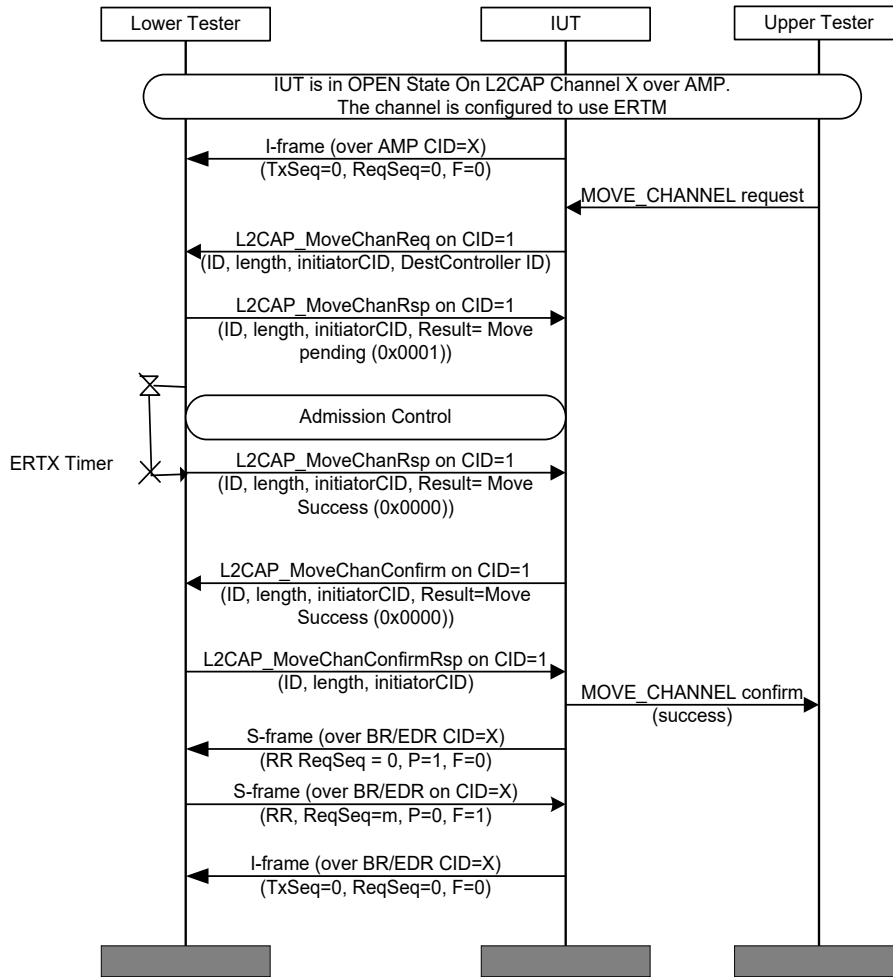 Lower Tester
IUT
Upper Tester
IUT is in OPEN State On L2CAP Channel X over AMP.
The channel is configured to use ERTM
I-frame (over AMP CID=X)
(TxSeq=0, ReqSeq=0, F=0)
MOVE_CHANNEL request
L2CAP_MoveChanReq on CID=1
(ID, length, initiatorCID, DestController ID)
L2CAP_MoveChanRsp on CID=1
(ID, length, initiatorCID, Result= Move
pending (0x0001))
Admission Control
ERTX Timer
L2CAP_MoveChanRsp on CID=1
(ID, length, initiatorCID, Result= Move
Success (0x0000))
L2CAP_MoveChanConfirm on CID=1
(ID, length, initiatorCID, Result=Move
Success (0x0000))
L2CAP_MoveChanConfirmRsp on CID=1
(ID, length, initiatorCID)
MOVE_CHANNEL confirm
(success)
S-frame (over BR/EDR CID=X)
(RR ReqSeq = 0, P=1, F=0)
S-frame (over BR/EDR on CID=X)
(RR, ReqSeq=m, P=0, F=1)
I-frame (over BR/EDR CID=X)
(TxSeq=0, ReqSeq=0, F=0)